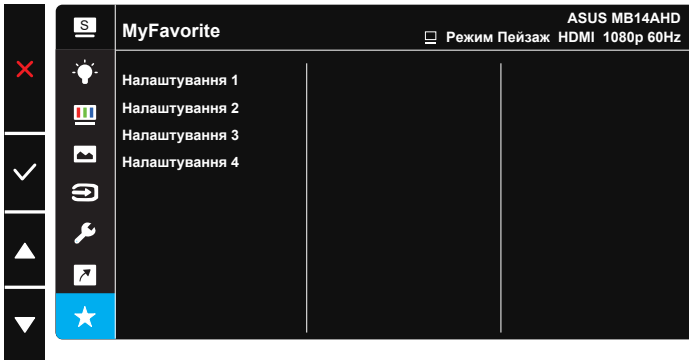 S
MyFavorite
ASUS MB14AHD
Режим Пейзаж HDMI 1080p 60Hz
Налаштування 1
Налаштування 2
Налаштування 3
Налаштування 4